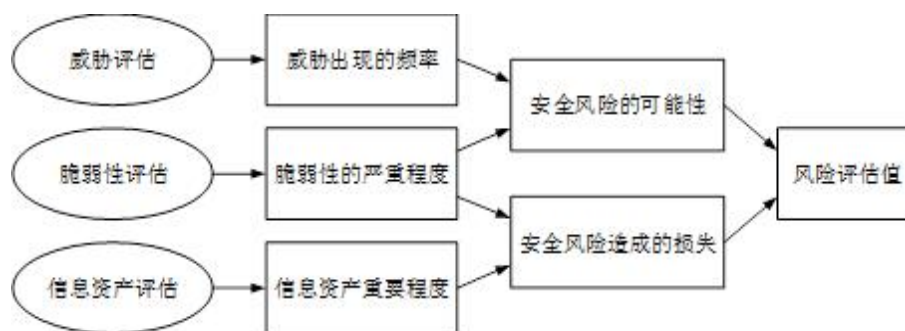 威胁评估
威胁出现的频率
安全风险的可能性
脆弱性评估
脆弱性的严重程度
风险评估值
安全风险造成的损失
信息资产评估
信息资产重要程度